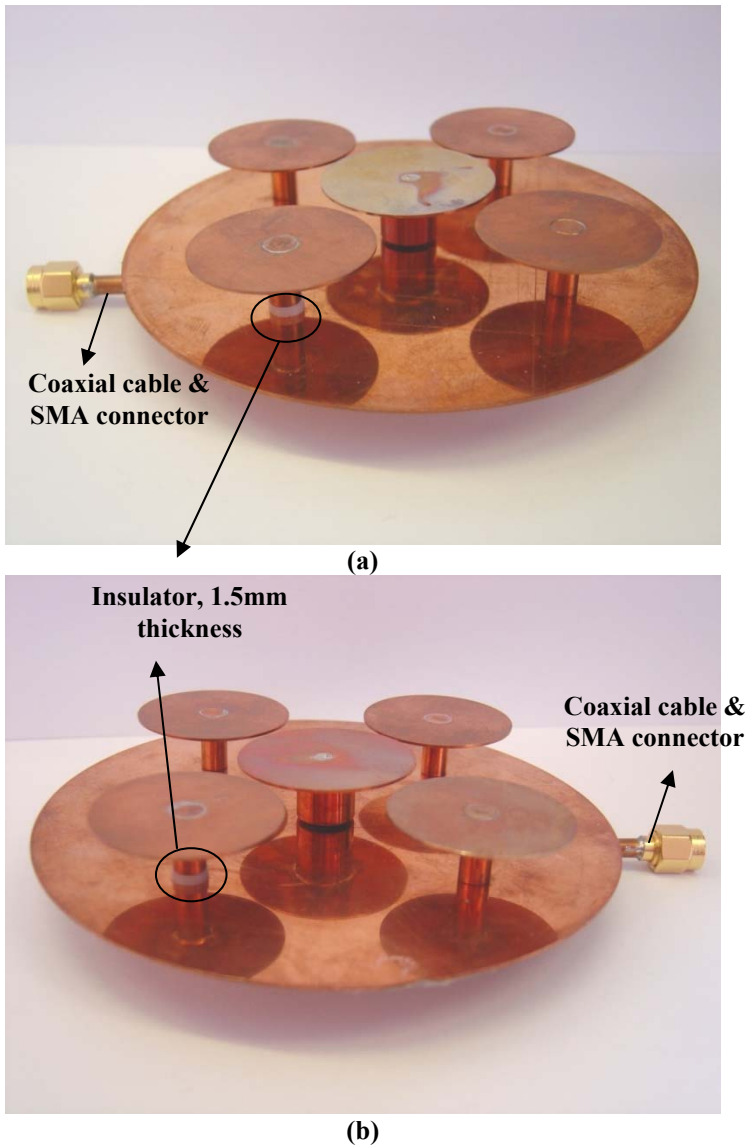 Coaxial cable &
SMA connector
(a)
Insulator, 1.5mm
thickness
Coaxial cable &
SMA connector
(b)